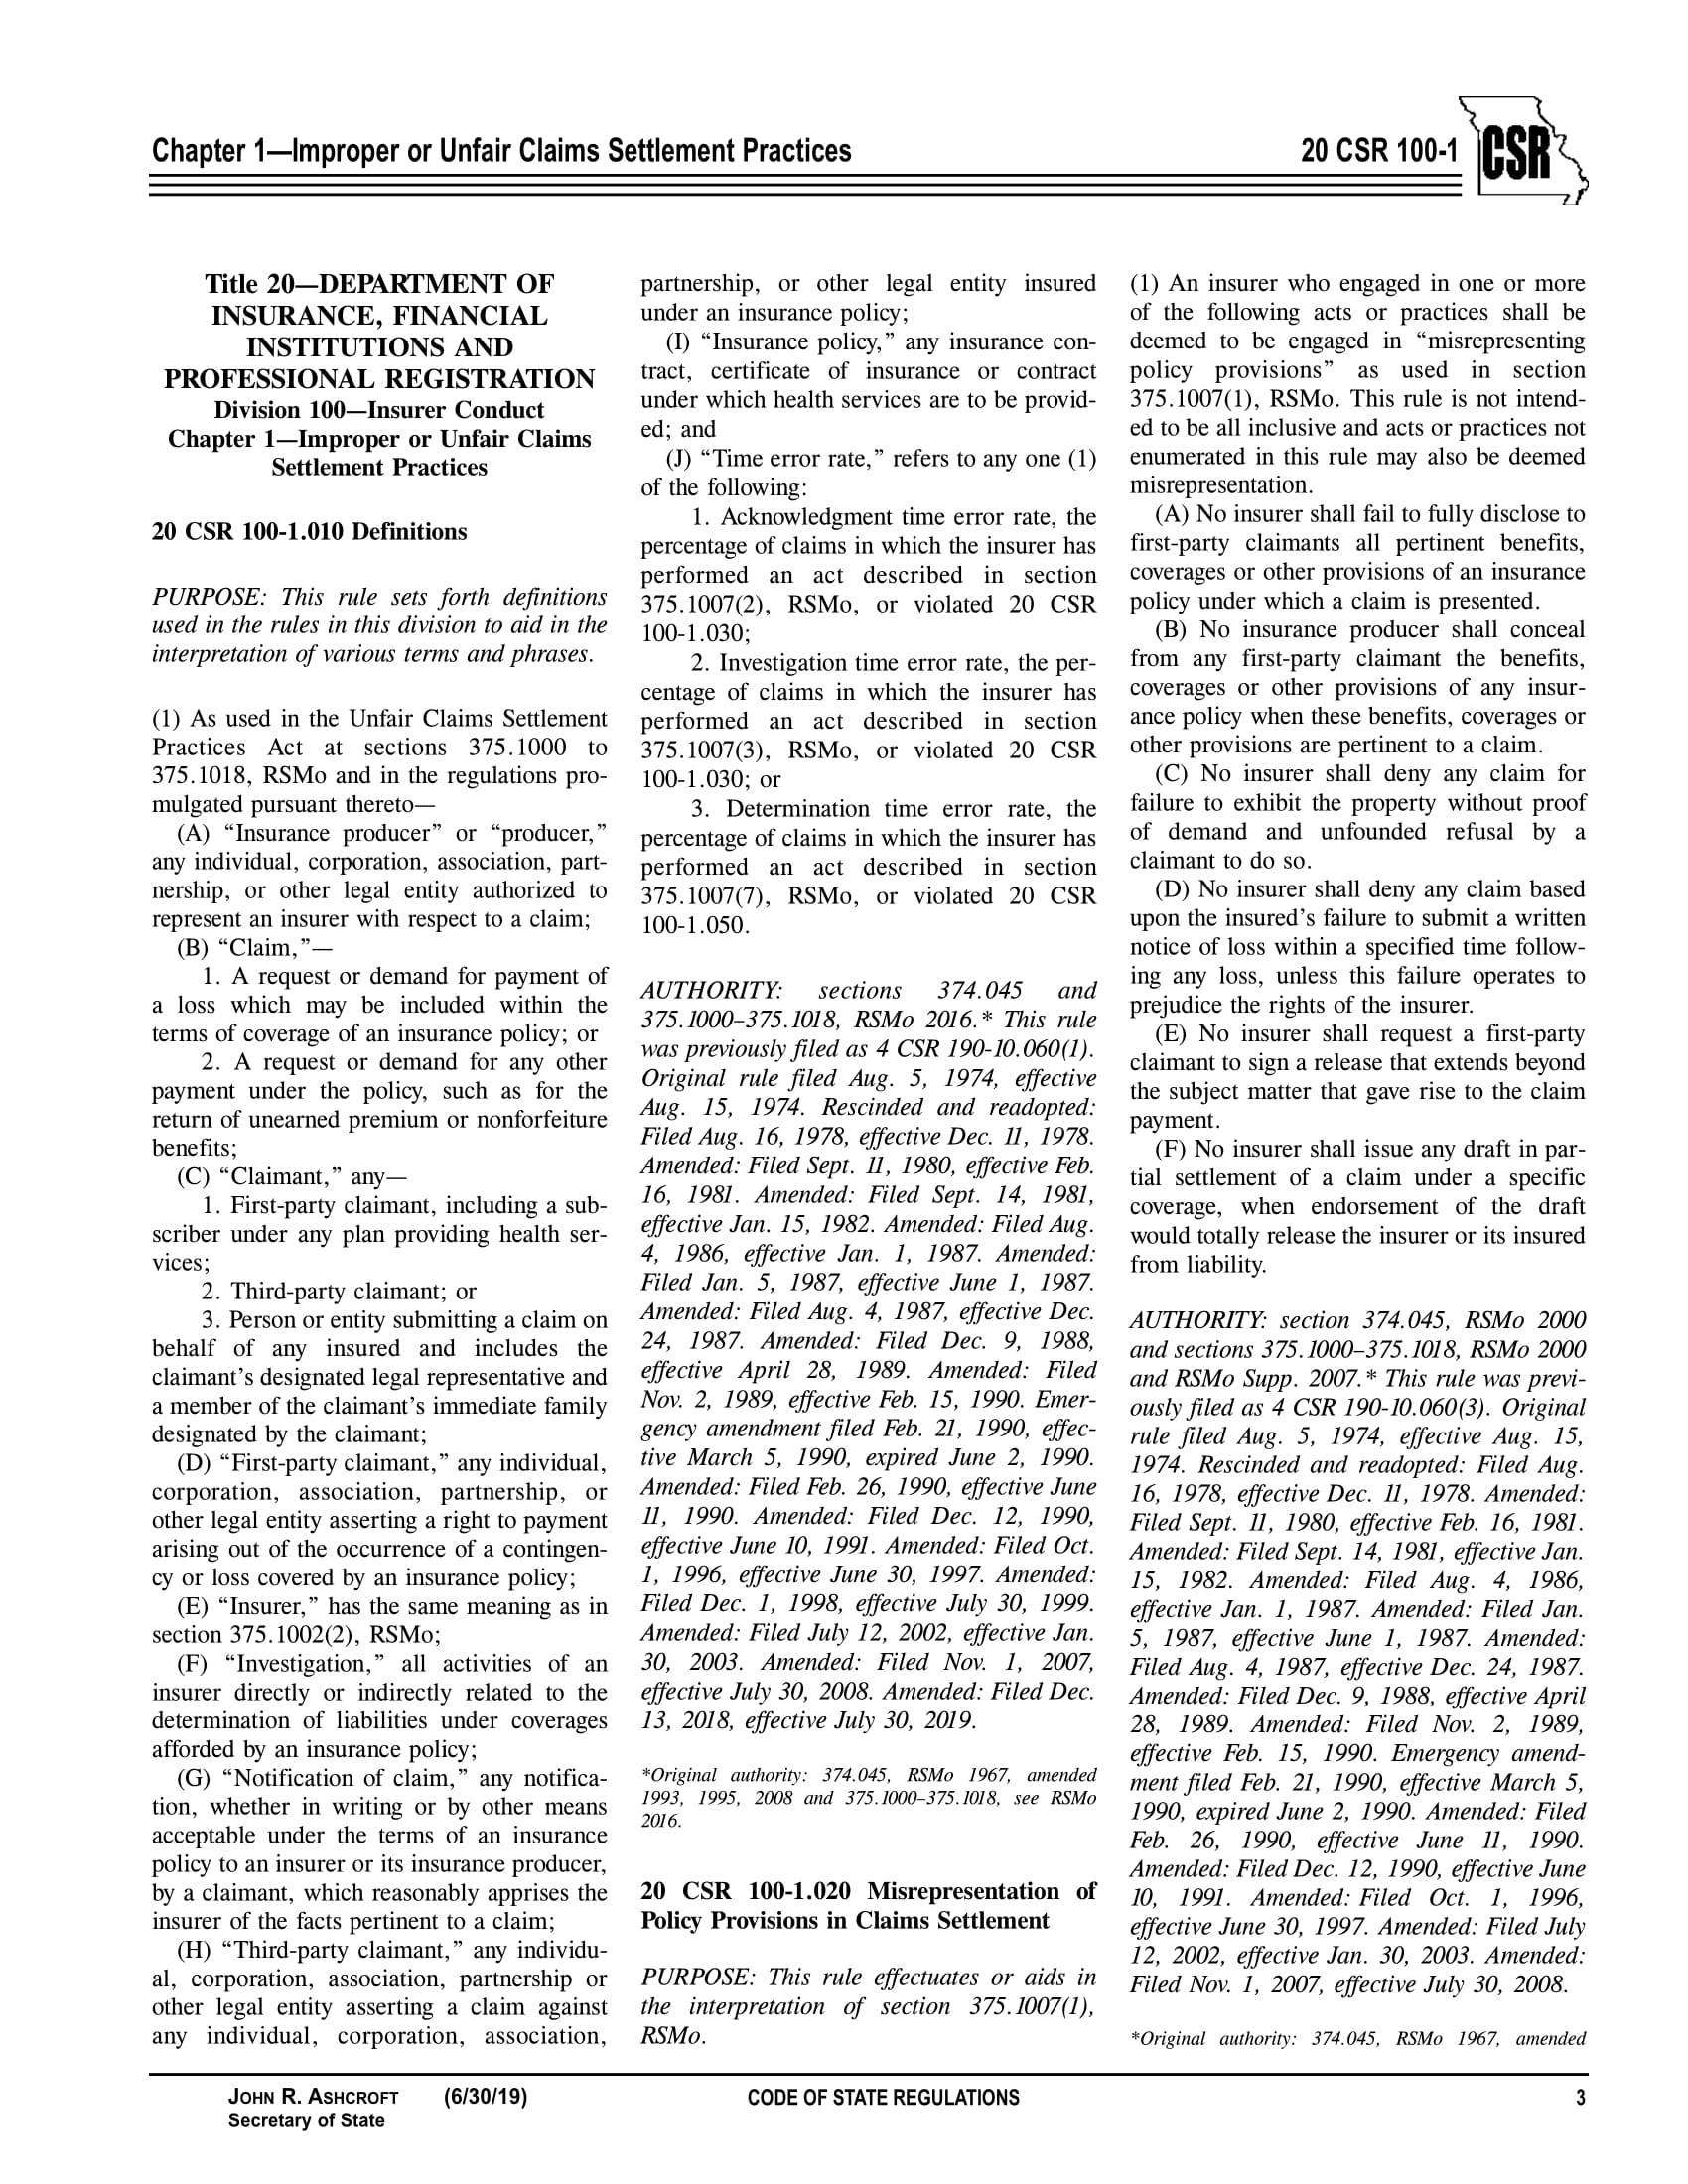 Chapter 1—Improper or Unfair Claims Settlement Practices
20 CSR 100-1
CSR
Title 20—DEPARTMENT OF
INSURANCE, FINANCIAL
INSTITUTIONS AND
PROFESSIONAL REGISTRATION
Division 100—Insurer Conduct
Chapter 1—Improper or Unfair Claims
Settlement Practices
20 CSR 100-1.010 Definitions
PURPOSE: This rule sets forth definitions
used in the rules in this division to aid in the
interpretation of various terms and phrases.
(1) As used in the Unfair Claims Settlement
Practices Act at sections 375.1000 to
375.1018, RSMo and in the regulations pro-
mulgated pursuant thereto—
(A) “Insurance producer” or “producer,”
any individual, corporation, association, part-
nership, or other legal entity authorized to
represent an insurer with respect to a claim;
(B) “Claim,”—
1. A request or demand for payment of
a loss which may be included within the
terms of coverage of an insurance policy; or
2. A request or demand for any other
payment under the policy, such as for the
return of unearned premium or nonforfeiture
benefits;
(C) “Claimant,” any—
1. First-party claimant, including a sub-
scriber under any plan providing health ser-
vices;
2. Third-party claimant; or
3. Person or entity submitting a claim on
behalf of any insured and includes the
claimant’s designated legal representative and
a member of the claimant’s immediate family
designated by the claimant;
(D) “First-party claimant,” any individual,
corporation, association, partnership, or
other legal entity asserting a right to payment
arising out of the occurrence of a contingen-
cy or loss covered by an insurance policy;
(E) “Insurer,” has the same meaning as in
section 375.1002(2), RSMo;
(F) “Investigation,” all activities of an
insurer directly or indirectly related to the
determination of liabilities under coverages
afforded by an insurance policy;
(G) “Notification of claim,” any notifica-
tion, whether in writing or by other means
acceptable under the terms of an insurance
policy to an insurer or its insurance producer,
by a claimant, which reasonably apprises the
insurer of the facts pertinent to a claim;
(H) “Third-party claimant,” any individu-
al, corporation, association, partnership or
other legal entity asserting a claim against
any individual, corporation, association,
partnership, or other legal entity insured
under an insurance policy;
(I) “Insurance policy,” any insurance con-
tract, certificate of insurance or contract
under which health services are to be provid-
ed; and
(J) “Time error rate,” refers to any one (1)
of the following:
1. Acknowledgment time error rate, the
percentage of claims in which the insurer has
performed an act described in section
375.1007(2), RSMo, or violated 20 CSR
100-1.030;
2. Investigation time error rate, the per-
centage of claims in which the insurer has
performed an act described in section
375.1007(3), RSMo, or violated 20 CSR
100-1.030; or
3. Determination time error rate, the
percentage of claims in which the insurer has
performed an act described in section
375.1007(7), RSMo, or violated 20 CSR
100-1.050.
AUTHORITY: sections 374.045 and
375.1000–375.1018, RSMo 2016.* This rule
was previously filed as 4 CSR 190-10.060(1).
Original rule filed Aug. 5, 1974, effective
Aug. 15, 1974. Rescinded and readopted:
Filed Aug. 16, 1978, effective Dec. 11, 1978.
Amended: Filed Sept. 11, 1980, effective Feb.
16, 1981. Amended: Filed Sept. 14, 1981,
effective Jan. 15, 1982. Amended: Filed Aug.
4, 1986, effective Jan. 1, 1987. Amended:
Filed Jan. 5, 1987, effective June 1, 1987.
Amended: Filed Aug. 4, 1987, effective Dec.
24, 1987. Amended: Filed Dec. 9, 1988,
effective April 28, 1989. Amended: Filed
Nov. 2, 1989, effective Feb. 15, 1990. Emer-
gency amendment filed Feb. 21, 1990, effec-
tive March 5, 1990, expired June 2, 1990.
Amended: Filed Feb. 26, 1990, effective June
11, 1990. Amended: Filed Dec. 12, 1990,
effective June 10, 1991. Amended: Filed Oct.
1, 1996, effective June 30, 1997. Amended:
Filed Dec. 1, 1998, effective July 30, 1999.
Amended: Filed July 12, 2002, effective Jan.
30, 2003. Amended: Filed Nov. 1, 2007,
effective July 30, 2008. Amended: Filed Dec.
13, 2018, effective July 30, 2019.
*Original authority: 374.045, RSMo 1967, amended
1993, 1995, 2008 and 375.1000–375.1018, see RSMo
2016.
20 CSR 100-1.020 Misrepresentation of
Policy Provisions in Claims Settlement
PURPOSE: This rule effectuates or aids in
the interpretation of section 375.1007(1),
RSMo.
(1) An insurer who engaged in one or more
of the following acts or practices shall be
deemed to be engaged in “misrepresenting
policy provisions” as used in section
375.1007(1), RSMo. This rule is not intend-
ed to be all inclusive and acts or practices not
enumerated in this rule may also be deemed
misrepresentation.
(A) No insurer shall fail to fully disclose to
first-party claimants all pertinent benefits,
coverages or other provisions of an insurance
policy under which a claim is presented.
(B) No insurance producer shall conceal
from any first-party claimant the benefits,
coverages or other provisions of any insur-
ance policy when these benefits, coverages or
other provisions are pertinent to a claim.
(C) No insurer shall deny any claim for
failure to exhibit the property without proof
of demand and unfounded refusal by a
claimant to do so.
(D) No insurer shall deny any claim based
upon the insured’s failure to submit a written
notice of loss within a specified time follow-
ing any loss, unless this failure operates to
prejudice the rights of the insurer.
(E) No insurer shall request a first-party
claimant to sign a release that extends beyond
the subject matter that gave rise to the claim
payment.
(F) No insurer shall issue any draft in par-
tial settlement of a claim under a specific
coverage, when endorsement of the draft
would totally release the insurer or its insured
from liability.
AUTHORITY: section 374.045, RSMo 2000
and sections 375.1000–375.1018, RSMo 2000
and RSMo Supp. 2007.* This rule was previ-
ously filed as 4 CSR 190-10.060(3). Original
rule filed Aug. 5, 1974, effective Aug. 15,
1974. Rescinded and readopted: Filed Aug.
16, 1978, effective Dec. 11, 1978. Amended:
Filed Sept. 11, 1980, effective Feb. 16, 1981.
Amended: Filed Sept. 14, 1981, effective Jan.
15, 1982. Amended: Filed Aug. 4, 1986,
effective Jan. 1, 1987. Amended: Filed Jan.
5, 1987, effective June 1, 1987. Amended:
Filed Aug. 4, 1987, effective Dec. 24, 1987.
Amended: Filed Dec. 9, 1988, effective April
28, 1989. Amended: Filed Nov. 2, 1989,
effective Feb. 15, 1990. Emergency amend-
ment filed Feb. 21, 1990, effective March 5,
1990, expired June 2, 1990. Amended: Filed
Feb. 26, 1990, effective June 11, 1990.
Amended: Filed Dec. 12, 1990, effective June
10, 1991. Amended: Filed Oct. 1, 1996,
effective June 30, 1997. Amended: Filed July
12, 2002, effective Jan. 30, 2003. Amended:
Filed Nov. 1, 2007, effective July 30, 2008.
*Original authority: 374.045, RSMo 1967, amended
JOHN R. ASHCROFT (6/30/19)
Secretary of State
CODE OF STATE REGULATIONS
3